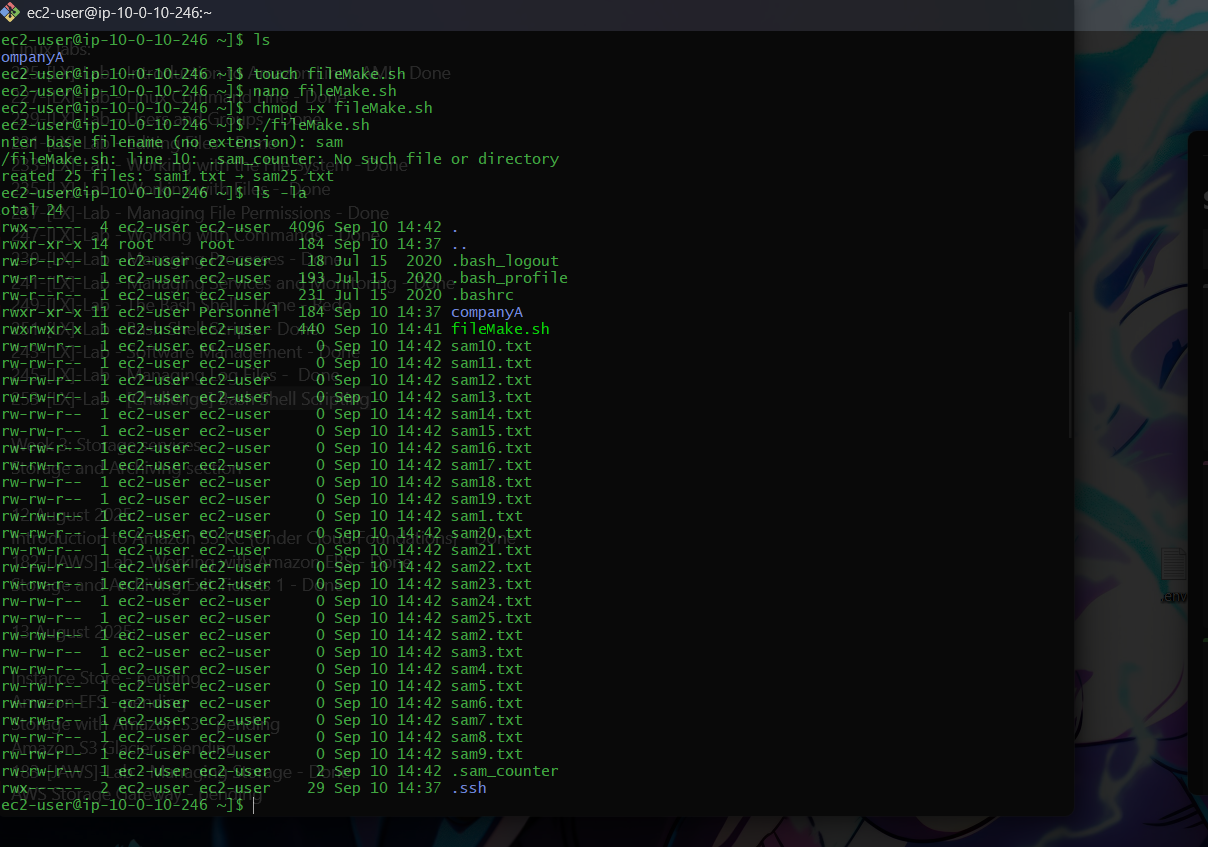 ec2-user@ip-10-0-10-246:~
ec2-user@ip-10-0-10-246 ~]$ ls
ompanyA
ec2-user@ip-10-0-10-246 ~]$ touch fileMake.sh
ec2-user@ip-10-0-10-246 ~]$ nano fileMake.sh
ec2-user@ip-10-0-10-246 ~]$ chmod +x fileMake.sh
ec2-user@ip-10-0-10-246 ~]$ ./fileMake.sh
nter base filename (no extension): sam
/fileMake.sh: line 10: .sam_counter: No such file or directory
reated 25 files: sam1.txt → sam25.txt
ec2-user@ip-10-0-10-246 ~]$ ls -la
otal 24
rwx------  4 ec2-user ec2-user  4096 Sep 10 14:42 .
rwxr-xr-x 14 root     root       184 Sep 10 14:37 ..
rw-r--r--  1 ec2-user ec2-user    18 Jul 15  2020 .bash_logout
rw-r--r--  1 ec2-user ec2-user   193 Jul 15  2020 .bash_profile
rw-r--r--  1 ec2-user ec2-user   231 Jul 15  2020 .bashrc
rwxr-xr-x 11 ec2-user Personnel  184 Sep 10 14:37 companyA
rwxrwxr-x  1 ec2-user ec2-user   440 Sep 10 14:41 fileMake.sh
rw-rw-r--  1 ec2-user ec2-user     0 Sep 10 14:42 sam10.txt
rw-rw-r--  1 ec2-user ec2-user     0 Sep 10 14:42 sam11.txt
rw-rw-r--  1 ec2-user ec2-user     0 Sep 10 14:42 sam12.txt
rw-rw-r--  1 ec2-user ec2-user     0 Sep 10 14:42 sam13.txt
rw-rw-r--  1 ec2-user ec2-user     0 Sep 10 14:42 sam14.txt
rw-rw-r--  1 ec2-user ec2-user     0 Sep 10 14:42 sam15.txt
rw-rw-r--  1 ec2-user ec2-user     0 Sep 10 14:42 sam16.txt
rw-rw-r--  1 ec2-user ec2-user     0 Sep 10 14:42 sam17.txt
rw-rw-r--  1 ec2-user ec2-user     0 Sep 10 14:42 sam18.txt
rw-rw-r--  1 ec2-user ec2-user     0 Sep 10 14:42 sam19.txt
rw-rw-r--  1 ec2-user ec2-user     0 Sep 10 14:42 sam1.txt
rw-rw-r--  1 ec2-user ec2-user     0 Sep 10 14:42 sam20.txt
rw-rw-r--  1 ec2-user ec2-user     0 Sep 10 14:42 sam21.txt
rw-rw-r--  1 ec2-user ec2-user     0 Sep 10 14:42 sam22.txt
rw-rw-r--  1 ec2-user ec2-user     0 Sep 10 14:42 sam23.txt
rw-rw-r--  1 ec2-user ec2-user     0 Sep 10 14:42 sam24.txt
rw-rw-r--  1 ec2-user ec2-user     0 Sep 10 14:42 sam25.txt
rw-rw-r--  1 ec2-user ec2-user     0 Sep 10 14:42 sam2.txt
rw-rw-r--  1 ec2-user ec2-user     0 Sep 10 14:42 sam3.txt
rw-rw-r--  1 ec2-user ec2-user     0 Sep 10 14:42 sam4.txt
rw-rw-r--  1 ec2-user ec2-user     0 Sep 10 14:42 sam5.txt
rw-rw-r--  1 ec2-user ec2-user     0 Sep 10 14:42 sam6.txt
rw-rw-r--  1 ec2-user ec2-user     0 Sep 10 14:42 sam7.txt
rw-rw-r--  1 ec2-user ec2-user     0 Sep 10 14:42 sam8.txt
rw-rw-r--  1 ec2-user ec2-user     0 Sep 10 14:42 sam9.txt
rw-rw-r--  1 ec2-user ec2-user     2 Sep 10 14:42 .sam_counter
rwx------  2 ec2-user ec2-user    29 Sep 10 14:37 .ssh
ec2-user@ip-10-0-10-246 ~]$
.env